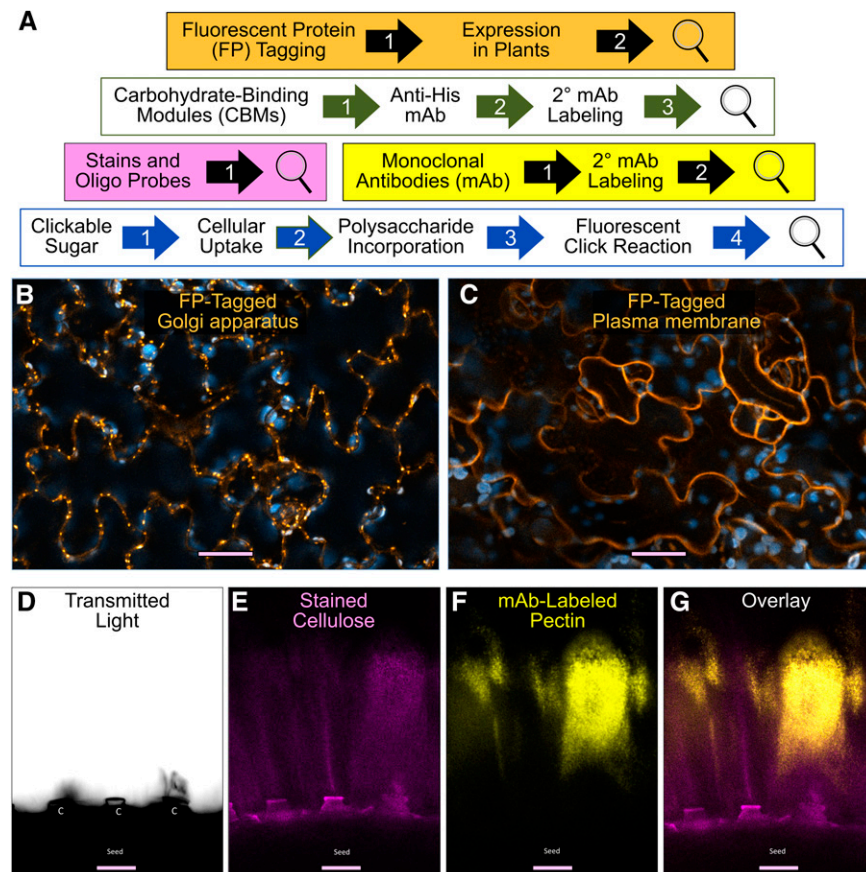 A
Fluorescent Protein
(FP) Tagging
1
Expression
in Plants
2
Carbohydrate-Binding
Modules (CBMs)
1
Anti-His
mAb
2
2° mAb
Labeling
3
Stains and
Oligo Probes
1
Monoclonal
Antibodies (mAb)
1
2° mAb
Labeling
2
Clickable
Sugar
1
Cellular
Uptake
2
Polysaccharide
Incorporation
3
Fluorescent
Click Reaction
4
B
FP-Tagged
Golgi apparatus
C
FP-Tagged
Plasma membrane
D
Transmitted
Light
C
C
C
Seed
E
Stained
Cellulose
Seed
F
mAb-Labeled
Pectin
Seed
G
Overlay
Seed